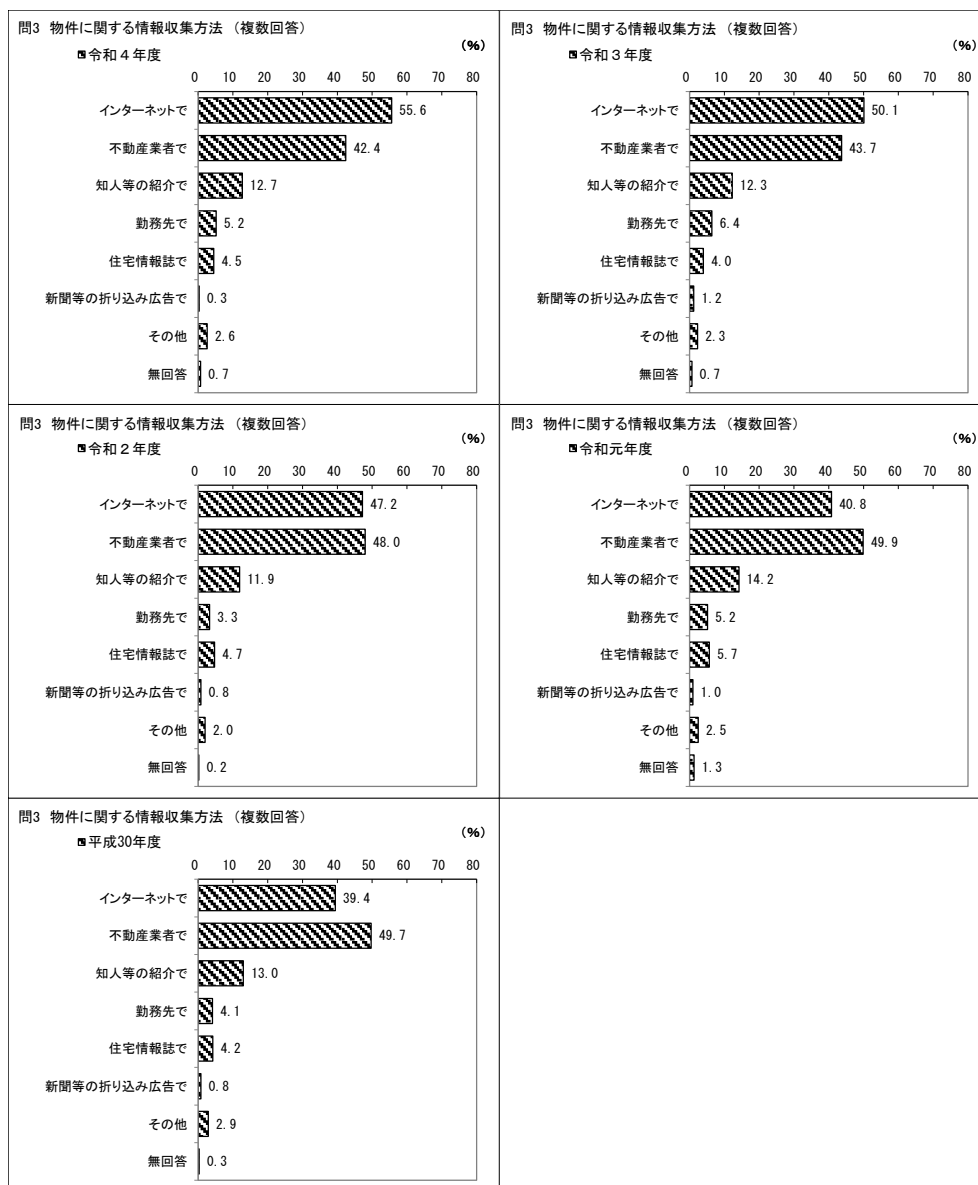 問3 物件に関する情報収集方法 （複数回答）
(%)
令和４年度
0 10 20 30 40 50 60 70 80
インターネットで 55.6
不動産業者で 42.4
知人等の紹介で 12.7
勤務先で 5.2
住宅情報誌で 4.5
新聞等の折り込み広告で 0.3
その他 2.6
無回答 0.7
問3 物件に関する情報収集方法 （複数回答）
(%)
令和３年度
0 10 20 30 40 50 60 70 80
インターネットで 50.1
不動産業者で 43.7
知人等の紹介で 12.3
勤務先で 6.4
住宅情報誌で 4.0
新聞等の折り込み広告で 1.2
その他 2.3
無回答 0.7
問3 物件に関する情報収集方法 （複数回答）
(%)
令和２年度
0 10 20 30 40 50 60 70 80
インターネットで 47.2
不動産業者で 48.0
知人等の紹介で 11.9
勤務先で 3.3
住宅情報誌で 4.7
新聞等の折り込み広告で 0.8
その他 2.0
無回答 0.2
問3 物件に関する情報収集方法 （複数回答）
(%)
令和元年度
0 10 20 30 40 50 60 70 80
インターネットで 40.8
不動産業者で 49.9
知人等の紹介で 14.2
勤務先で 5.2
住宅情報誌で 5.7
新聞等の折り込み広告で 1.0
その他 2.5
無回答 1.3
問3 物件に関する情報収集方法 （複数回答）
(%)
平成30年度
0 10 20 30 40 50 60 70 80
インターネットで 39.4
不動産業者で 49.7
知人等の紹介で 13.0
勤務先で 4.1
住宅情報誌で 4.2
新聞等の折り込み広告で 0.8
その他 2.9
無回答 0.3